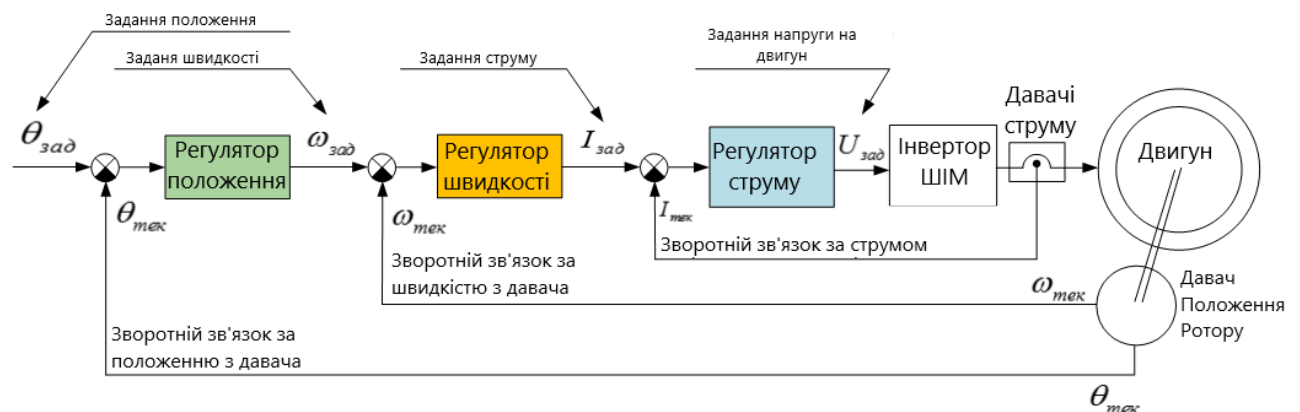 Задання положення
Заданя швидкості
Задання струму
Задання напруги на
двигун
θзад
Регулятор
положення
ωзад
Регулятор
швидкості
Iзад
Регулятор
струму
Uзад
Інвертор
ШІМ
Давачі
струму
Двигун
θтек
ωтек
Iтек
Зворотній зв'язок за струмом
Зворотній зв'язок за
швидкістю з давача
ωтек
Давач
Положення
Ротору
Зворотній зв'язок за
положенню з давача
θтек